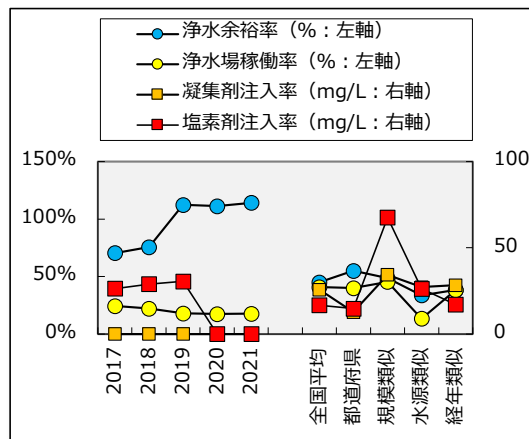 浄水余裕率（%：左軸）
浄水場稼働率（%：左軸）
凝集剤注入率（mg/L：右軸）
塩素剤注入率（mg/L：右軸）
150%
100
100%
50%
50
0%
0
2017
2018
2019
2020
2021
全国平均
都道府県
規模類似
水源類似
経年類似